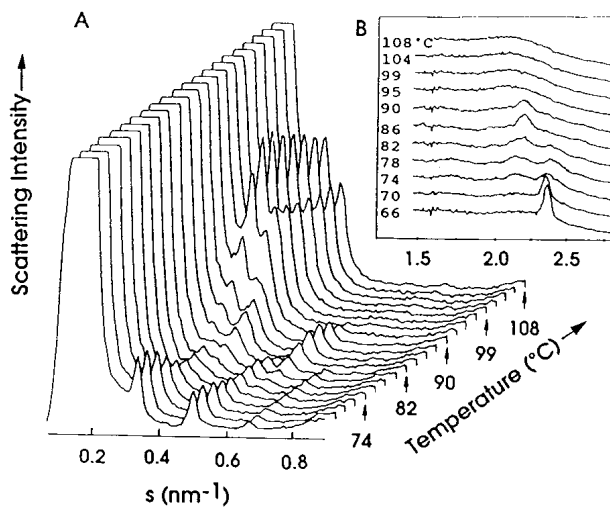 A
B
Scattering Intensity
108°C
104
99
95
90
86
82
78
74
70
66
1.5 2.0 2.5
108
99
90
82
74
Temperature (°C)
0.2 0.4 0.6 0.8
s (nm-1)